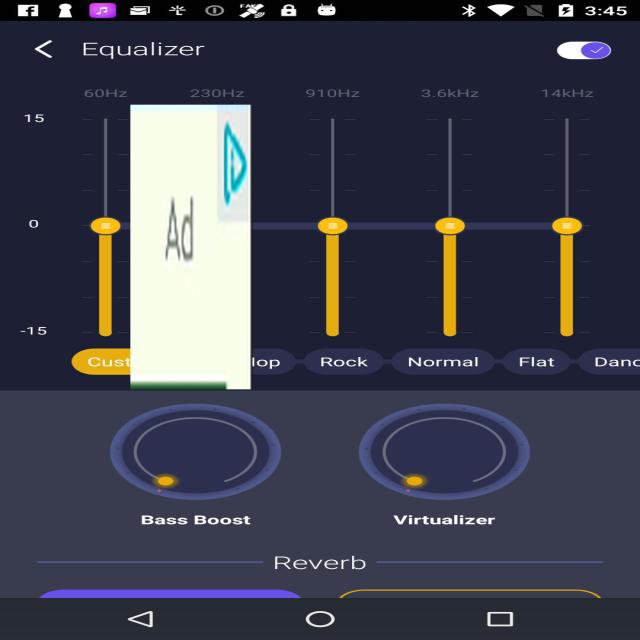 FAKE 3:45
Equalizer
60Hz 230Hz 910Hz 3.6kHz 14kHz
15
Ad
0
-15
Cust lop Rock Normal Flat Danc
Bass Boost Virtualizer
Reverb